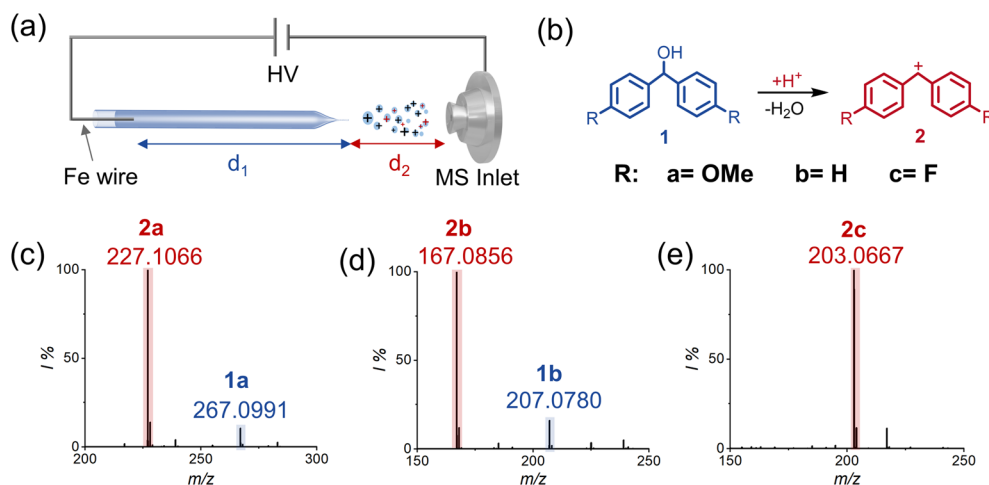 (a)
HV
Fe wire
d1
d2
MS Inlet
(b)
OH
R
R
1
+H+
-H2O
+
R
R
2
R: a= OMe b= H c= F
(c)
2a
227.1066
1a
267.0991
I %
100
50
0
200
250
300
m/z
(d)
2b
167.0856
1b
207.0780
I %
100
50
0
150
200
250
m/z
(e)
2c
203.0667
I %
100
50
0
150
200
250
m/z